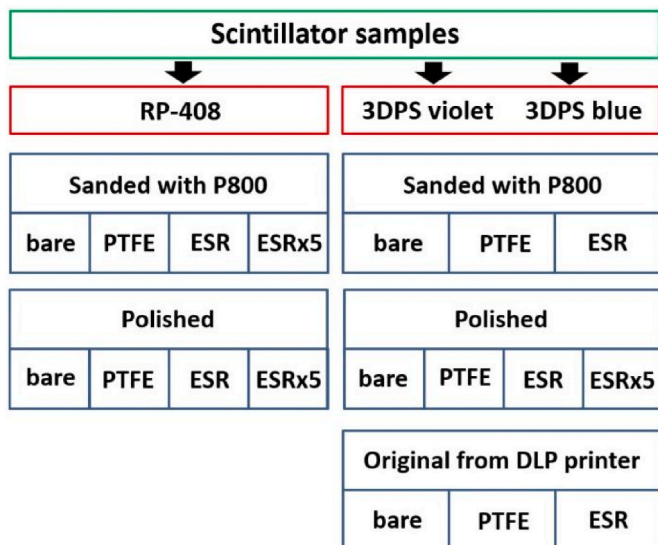 Scintillator samples
RP-408
3DPS violet 3DPS blue
Sanded with P800
bare PTFE ESR ESRx5
Sanded with P800
bare PTFE ESR
Polished
bare PTFE ESR ESRx5
Polished
bare PTFE ESR ESRx5
Original from DLP printer
bare PTFE ESR